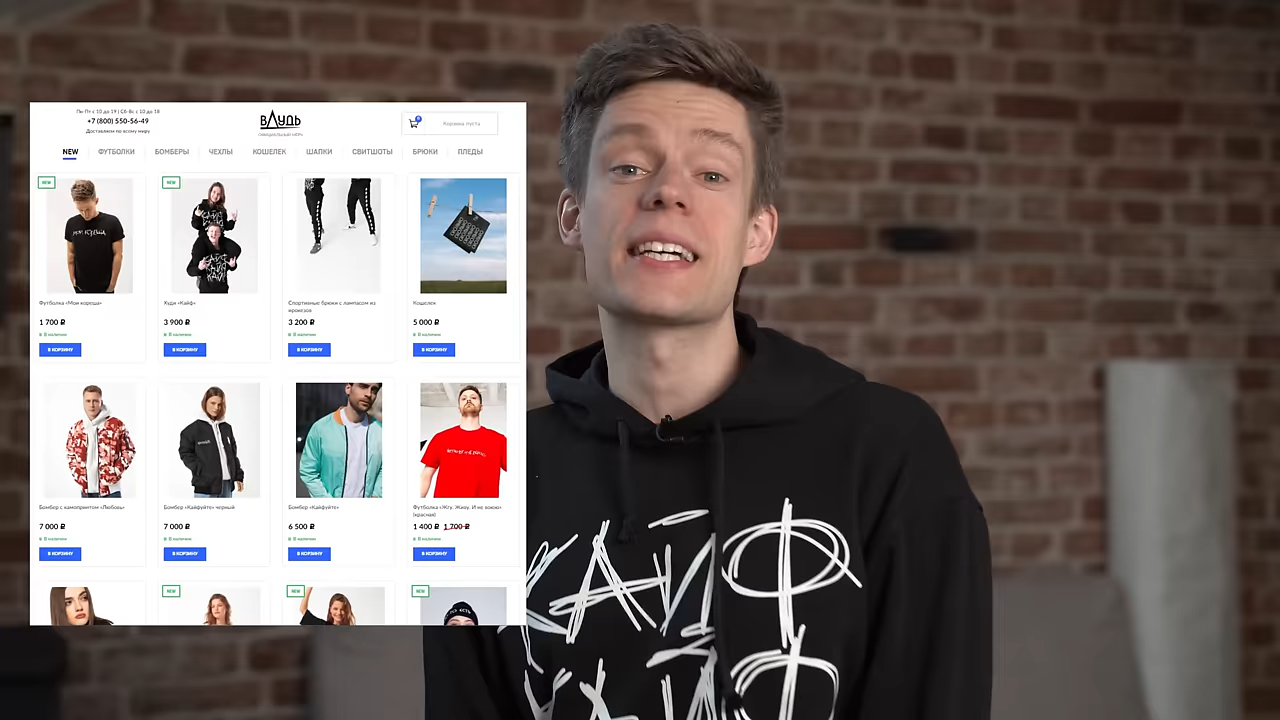 Пн-Пт с 10 до 19 | Сб-Вс с 10 до 18
+7 (800) 550-56-49
Доставляем по всему миру
вДудь
ОФИЦИАЛЬНЫЙ МЕРЧ
0
Корзина пуста
NEW ФУТБОЛКИ БОМБЕРЫ ЧЕХЛЫ КОШЕЛЕК ШАПКИ СВИТШОТЫ БРЮКИ ПЛЕДЫ
NEW
NEW
Футболка «Мои кореша»
1 700 ₽
В наличии
В КОРЗИНУ
Худи «Кайф»
3 900 ₽
В наличии
В КОРЗИНУ
Спортивные брюки с лампасом из
ирокезов
3 200 ₽
В наличии
В КОРЗИНУ
Кошелек
5 000 ₽
В наличии
В КОРЗИНУ
Бомбер с камопринтом «Любовь»
7 000 ₽
В наличии
В КОРЗИНУ
Бомбер «Кайфуйте» черный
7 000 ₽
В наличии
В КОРЗИНУ
Бомбер «Кайфуйте»
6 500 ₽
В наличии
В КОРЗИНУ
Футболка «Жгу. Живу. И не воюю»
(красная)
1 400 ₽ 1 700 ₽
В наличии
В КОРЗИНУ
NEW
NEW
NEW
КАЙФ
КАЙФ